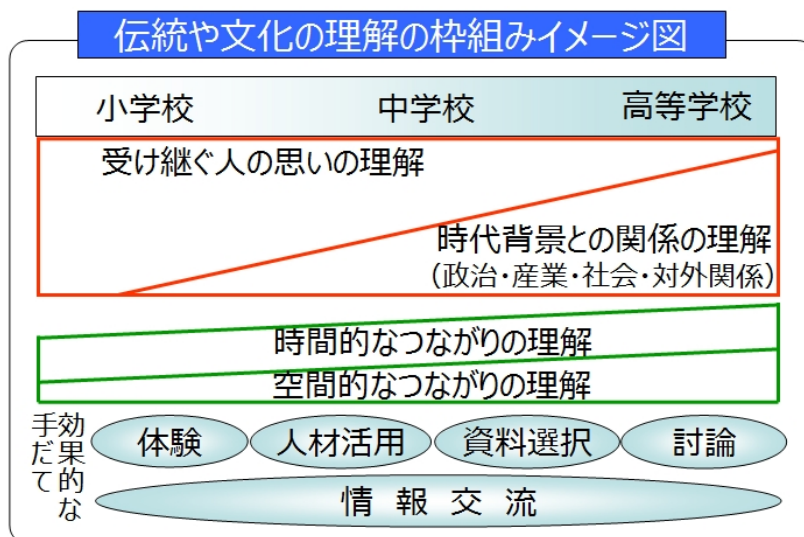 伝統や文化の理解の枠組みイメージ図
小学校 中学校 高等学校
受け継ぐ人の思いの理解
時代背景との関係の理解
（政治・産業・社会・対外関係）
時間的なつながりの理解
空間的なつながりの理解
効果的な
手だて
体験 人材活用 資料選択 討論
情報交流